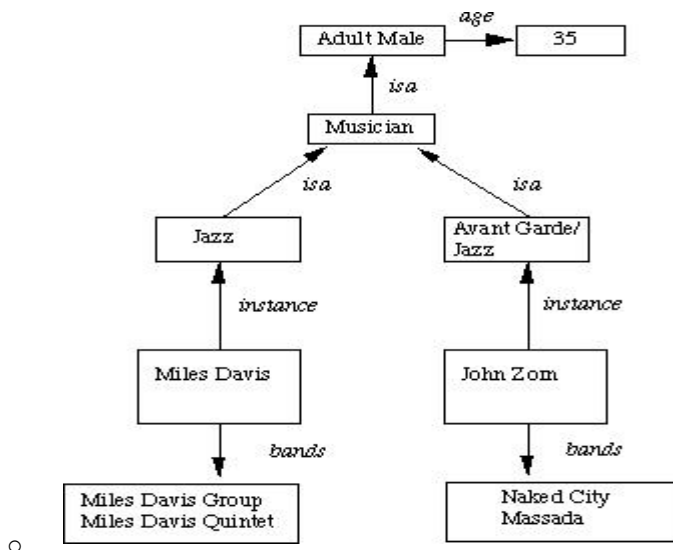 age
Adult Male
35
isa
Musician
isa
isa
Jazz
Avant Garde/
Jazz
instance
instance
Miles Davis
John Zorn
bands
bands
Miles Davis Group
Miles Davis Quintet
Naked City
Massada